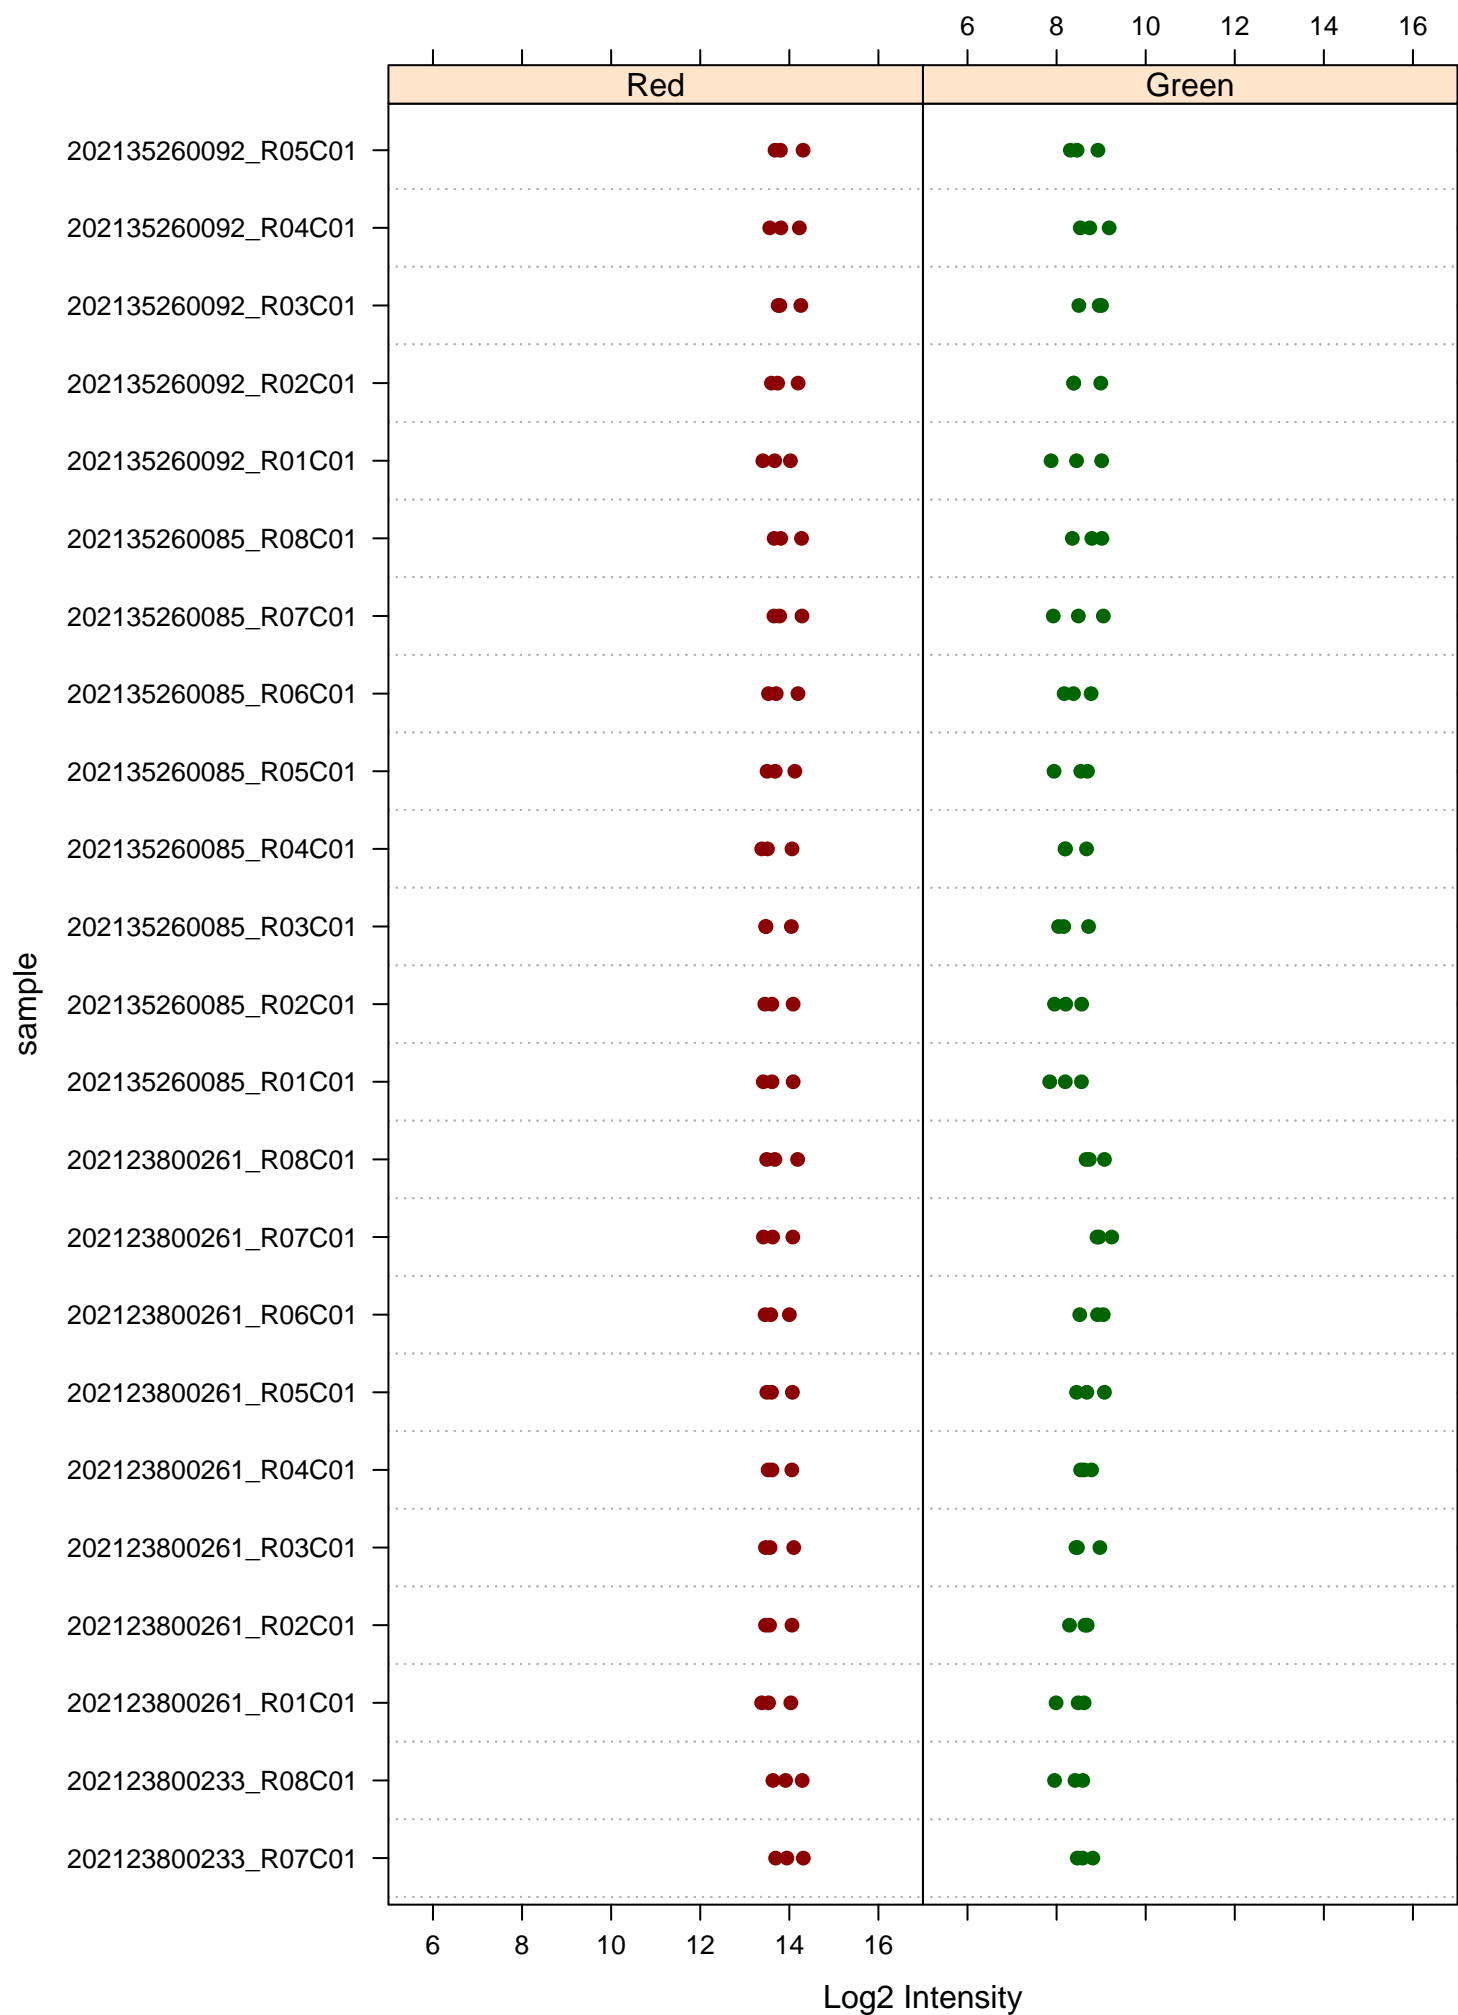 6 8 10 12 14 16
Red Green
202135260092_R05C01
202135260092_R04C01
202135260092_R03C01
202135260092_R02C01
202135260092_R01C01
202135260085_R08C01
202135260085_R07C01
202135260085_R06C01
202135260085_R05C01
202135260085_R04C01
202135260085_R03C01
sample
202135260085_R02C01
202135260085_R01C01
202123800261_R08C01
202123800261_R07C01
202123800261_R06C01
202123800261_R05C01
202123800261_R04C01
202123800261_R03C01
202123800261_R02C01
202123800261_R01C01
202123800233_R08C01
202123800233_R07C01
6 8 10 12 14 16
Log2 Intensity